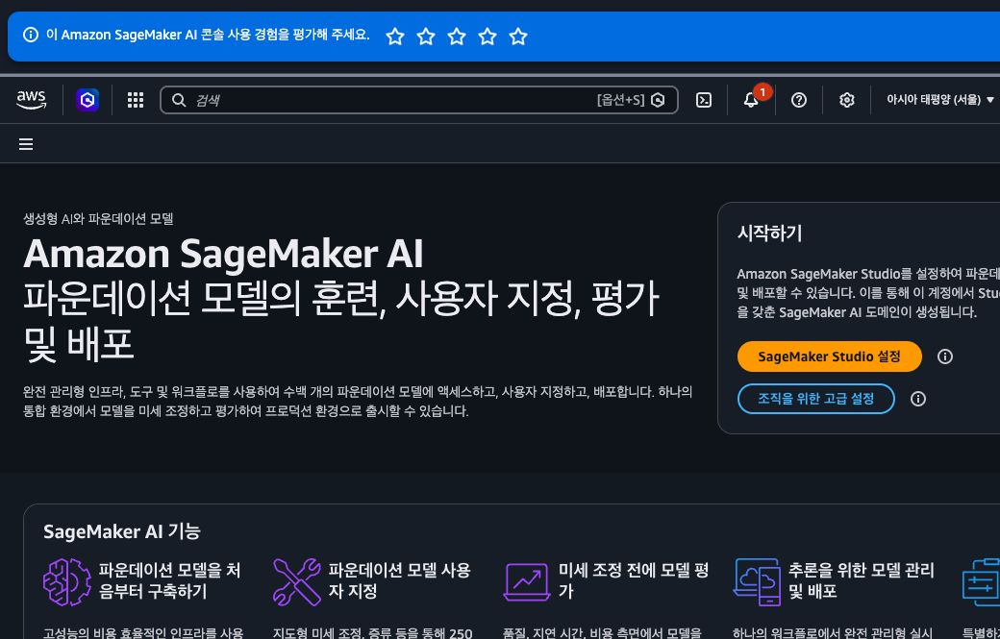 이 Amazon SageMaker AI 콘솔 사용 경험을 평가해 주세요.
aws
검색
[옵션+S]
1
아시아 태평양 (서울)
생성형 AI와 파운데이션 모델
Amazon SageMaker AI
파운데이션 모델의 훈련, 사용자 지정, 평가
및 배포
완전 관리형 인프라, 도구 및 워크플로를 사용하여 수백 개의 파운데이션 모델에 액세스하고, 사용자 지정하고, 배포합니다. 하나의
통합 환경에서 모델을 미세 조정하고 평가하여 프로덕션 환경으로 출시할 수 있습니다.
시작하기
Amazon SageMaker Studio를 설정하여 파운데
및 배포할 수 있습니다. 이를 통해 이 계정에서 Stu
을 갖춘 SageMaker AI 도메인이 생성됩니다.
SageMaker Studio 설정
조직을 위한 고급 설정
SageMaker AI 기능
파운데이션 모델을 처
음부터 구축하기
파운데이션 모델 사용
자 지정
미세 조정 전에 모델 평
가
추론을 위한 모델 관리
및 배포
고성능의 비용 효율적인 인프라를 사용
지도형 미세 조정, 증류 등을 통해 250
품질, 지연 시간, 비용 측면에서 모델을
하나의 워크플로에서 완전 관리형 실시
특별하